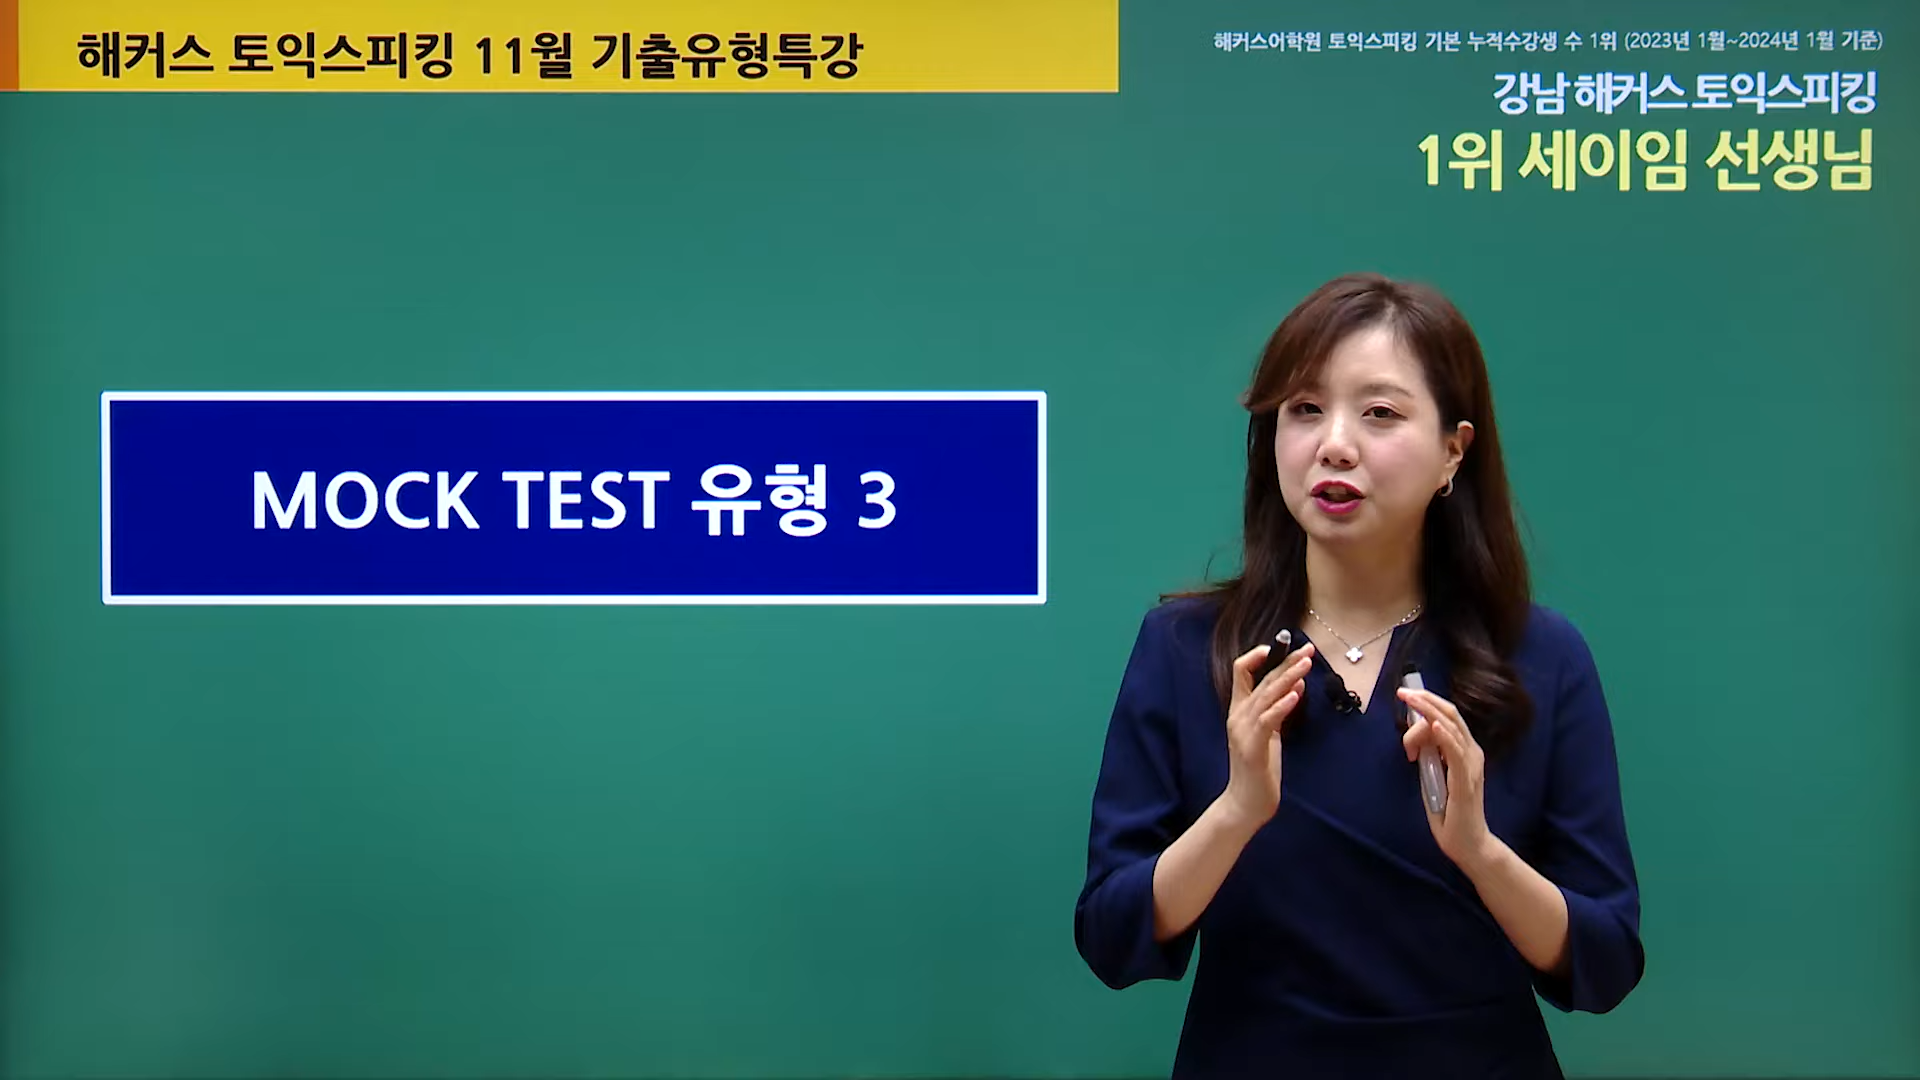 해커스 토익스피킹 11월 기출유형특강
해커스어학원 토익스피킹 기본 누적수강생 수 1위 (2023년 1월~2024년 1월 기준)
강남 해커스 토익스피킹
1위 세이임 선생님
MOCK TEST 유형 3